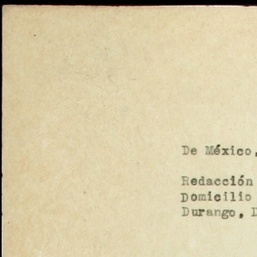 De México,
Redacción
Domicilio
Durango, D